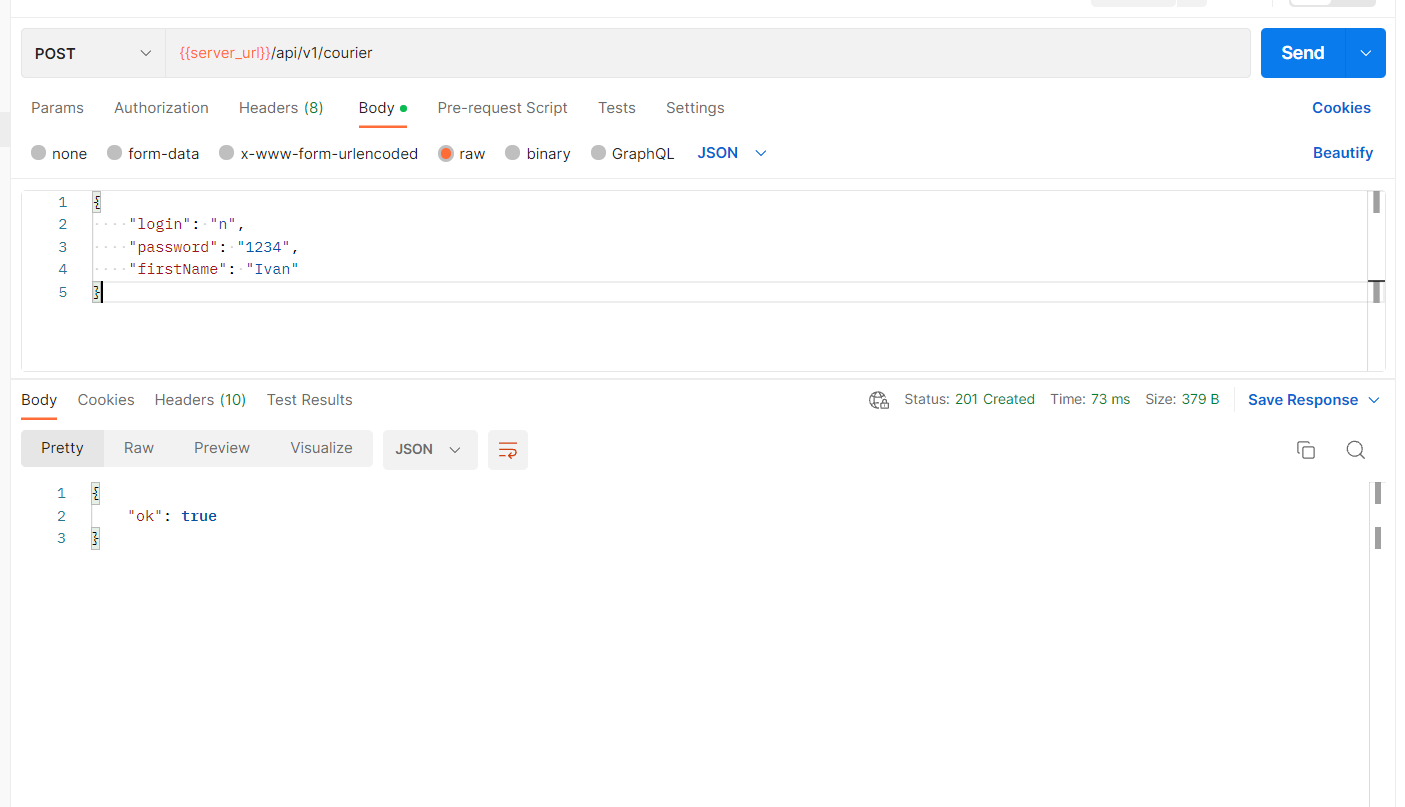 POST {{server_url}}/api/v1/courier Send
Params Authorization Headers (8) Body Pre-request Script Tests Settings Cookies
none form-data x-www-form-urlencoded raw binary GraphQL JSON Beautify
1 {
2 "login": "n",
3 "password": "1234",
4 "firstName": "Ivan"
5 }
Body Cookies Headers (10) Test Results Status: 201 Created Time: 73 ms Size: 379 B Save Response
Pretty Raw Preview Visualize JSON
1 {
2 "ok": true
3 }